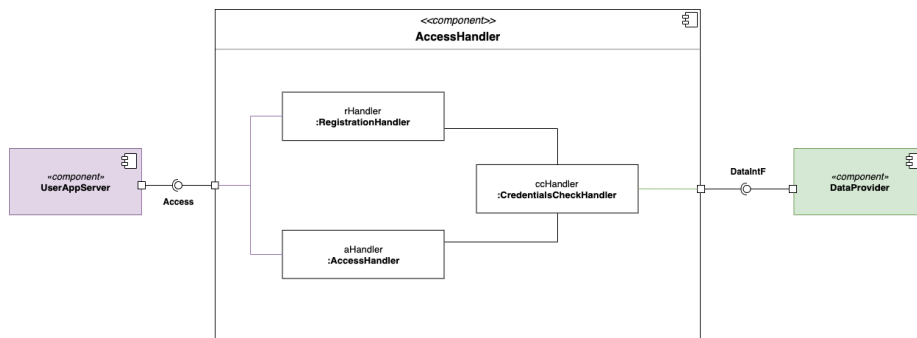 <<component>>
AccessHandler
rHandler
:RegistrationHandler
«component»
UserAppServer
Access
ccHandler
:CredentialsCheckHandler
DataIntF
«component»
DataProvider
aHandler
:AccessHandler